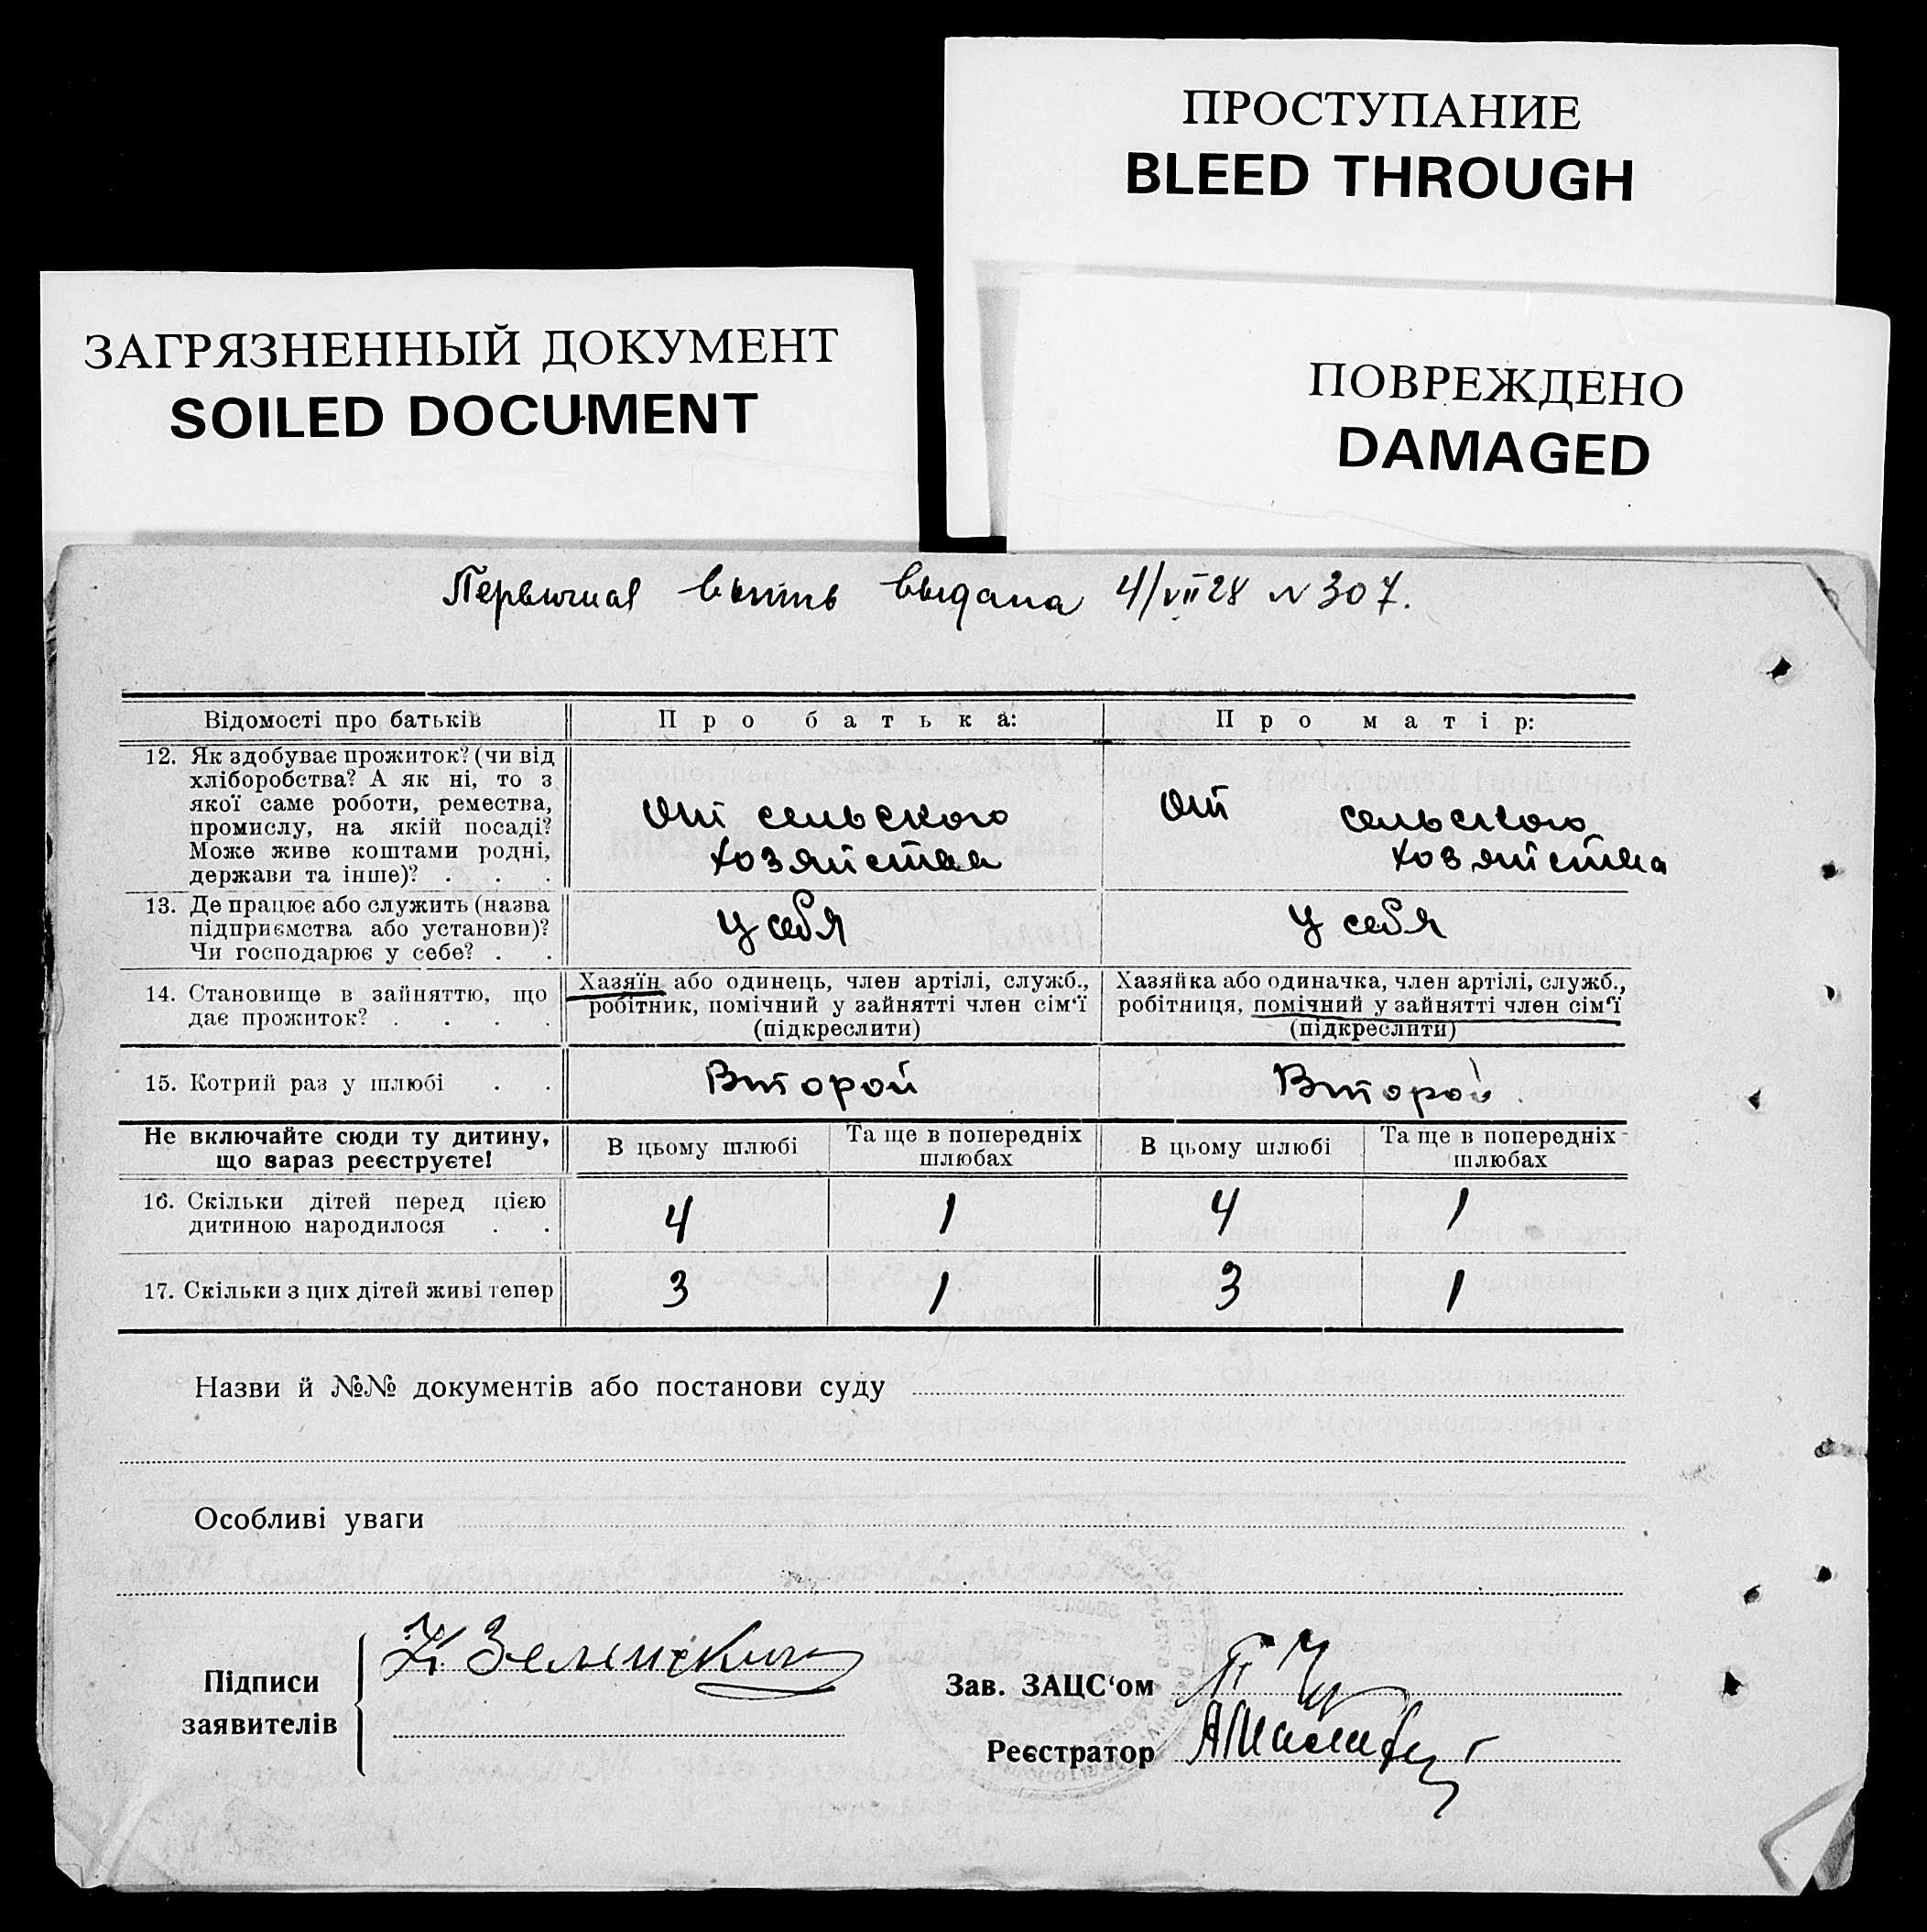 ПРОСТУПАНИЕ
BLEED THROUGH
ЗАГРЯЗНЕННЫЙ ДОКУМЕНТ
SOILED DOCUMENT
ПОВРЕЖДЕНО
DAMAGED
Первичная выпись выдана 4/VII 28 N 307.
Відомості про батьків
Про батька:
Про матір:
12. Як здобуває прожиток? (чи від
хліборобства? А як ні, то з
якої саме роботи, ремества,
промислу, на якій посаді?
Може живе коштами родні,
держави та інше)? . . .
От сельского
хозяйства
От сельского
хозяйства
13. Де працює або служить (назва
підприємства або установи)?
Чи господарює у себе? . .
У себя
У себя
14. Становище в зайняттю, що
дає прожиток? . . . .
Хазяїн або одинець, член артілі, служб.,
робітник, помічний у зайнятті член сім‘ї
(підкреслити)
Хазяйка або одиначка, член артілі, служб.,
робітниця, помічний у зайнятті член сім‘ї
(підкреслити)
15. Котрий раз у шлюбі . .
Второй
Второй
Не включайте сюди ту дитину,
що зараз реєструєте!
В цьому шлюбі
Та ще в попередніх
шлюбах
В цьому шлюбі
Та ще в попередніх
шлюбах
16. Скільки дітей перед цією
дитиною народилося . .
4
1
4
1
17. Скільки з цих дітей живі тепер
3
1
3
1
Назви й №№ документів або постанови суду
Особливі уваги
Підписи
заявителів
Зав. ЗАЦС‘ом
Реєстратор